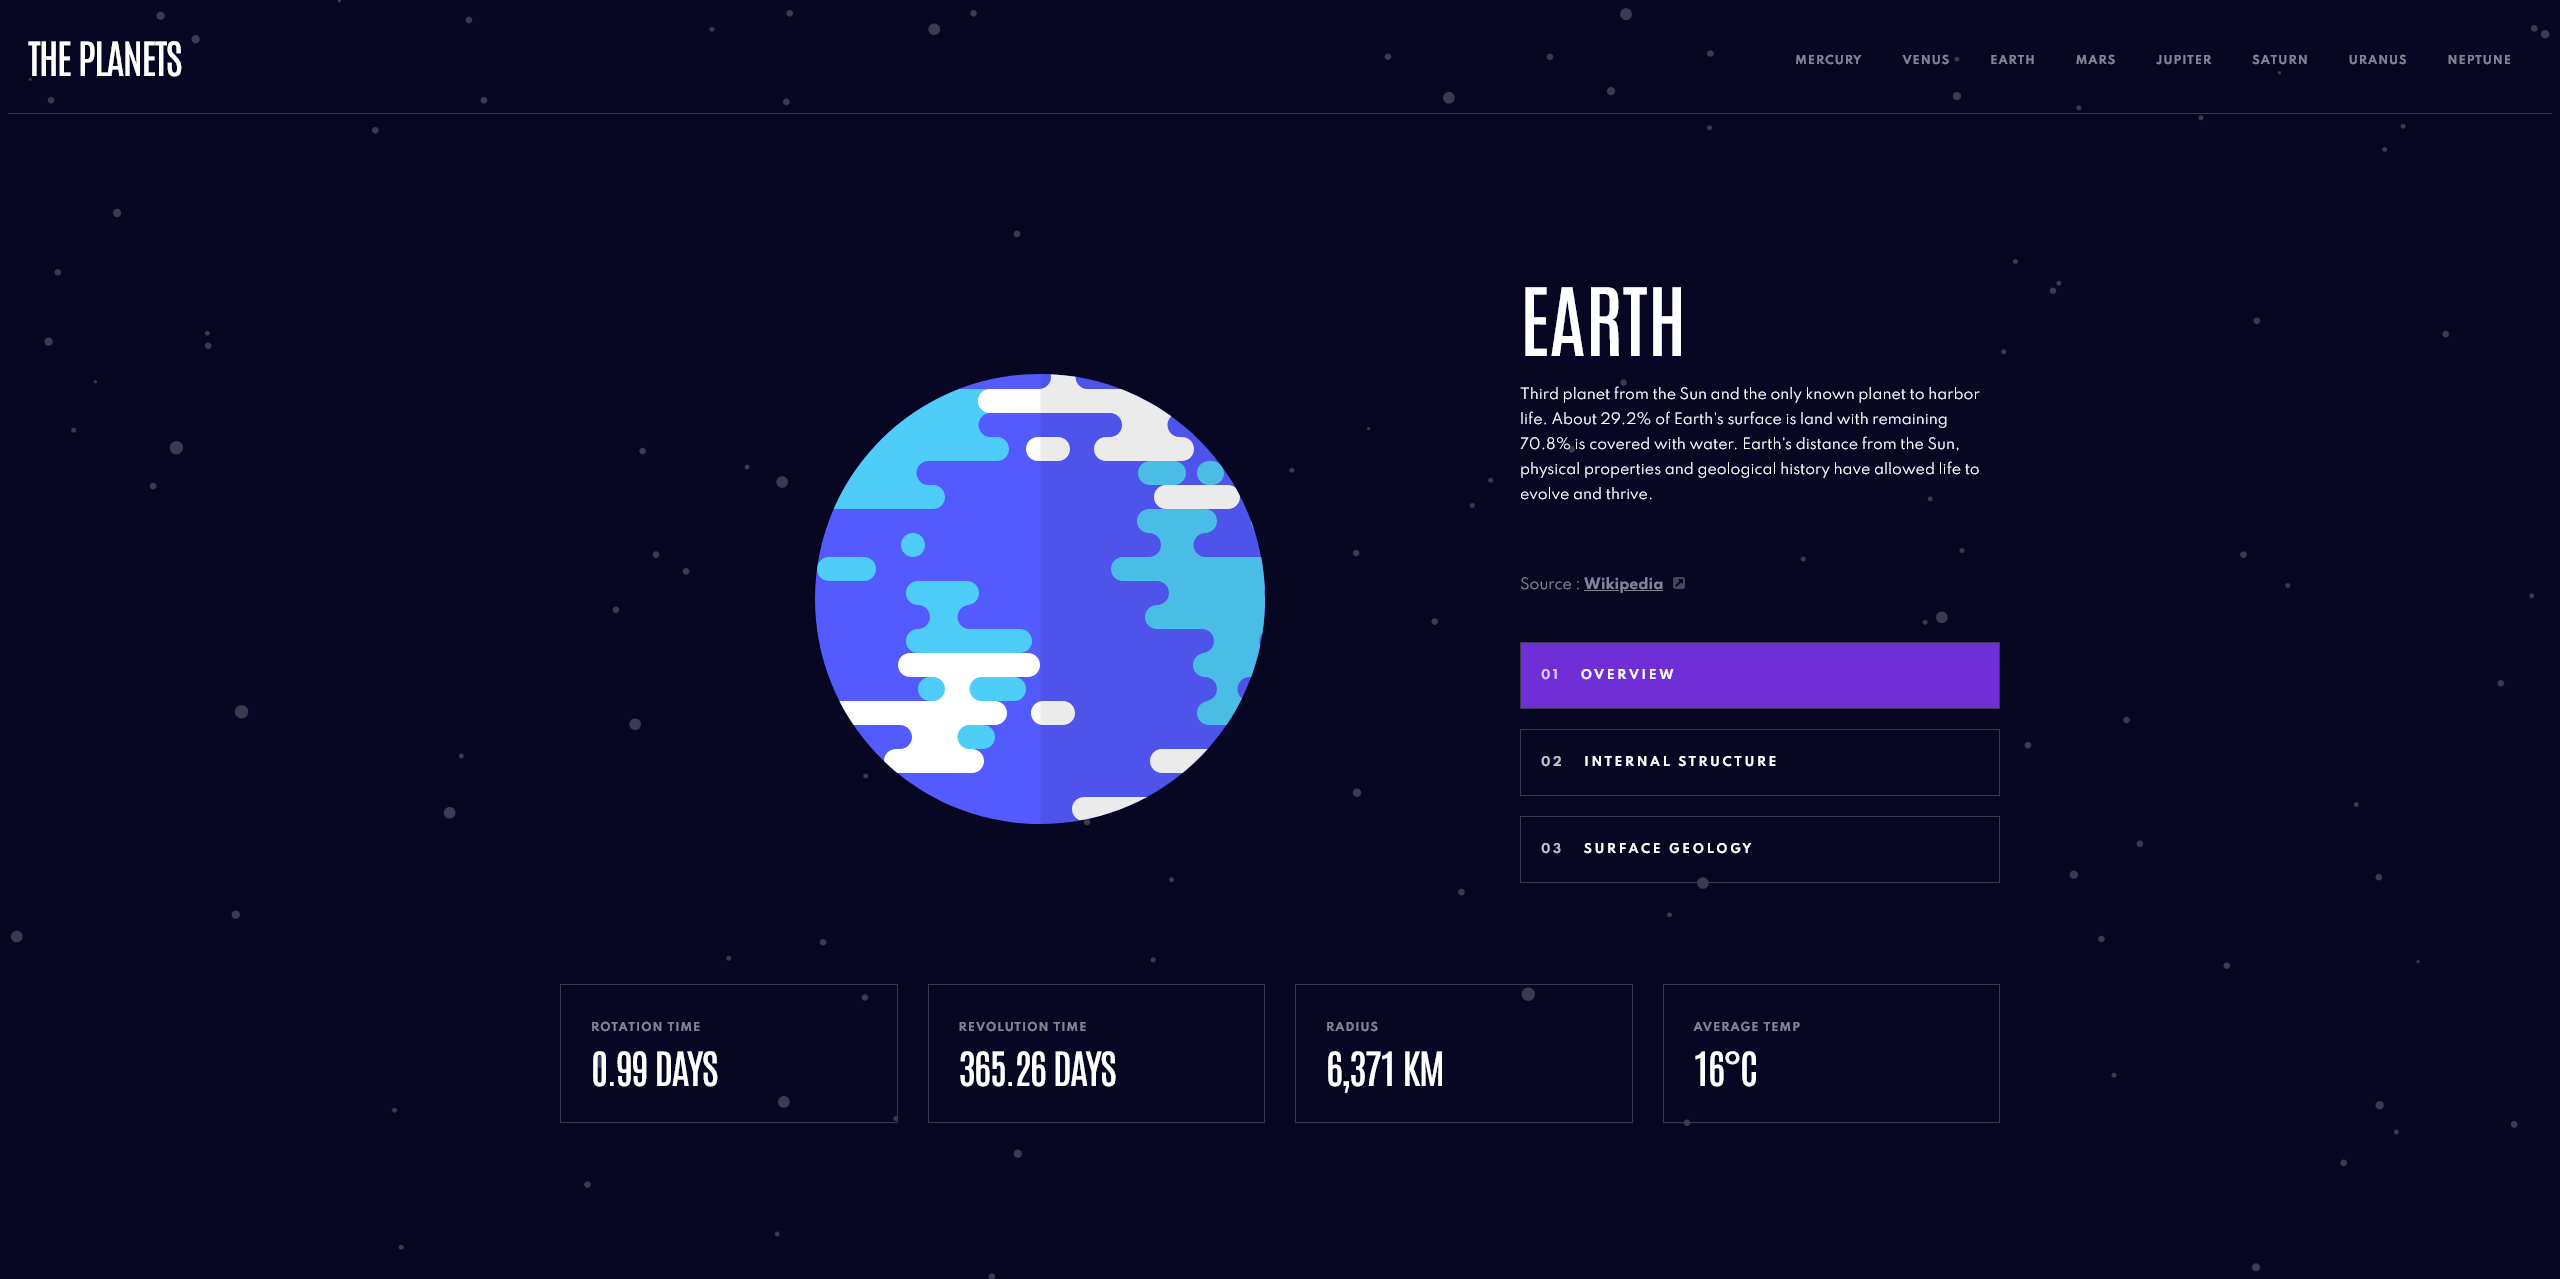 THE PLANETS
MERCURY VENUS EARTH MARS JUPITER SATURN URANUS NEPTUNE
EARTH
Third planet from the Sun and the only known planet to harbor
life. About 29.2% of Earth's surface is land with remaining
70.8% is covered with water. Earth's distance from the Sun,
physical properties and geological history have allowed life to
evolve and thrive.
Source : Wikipedia
01 OVERVIEW
02 INTERNAL STRUCTURE
03 SURFACE GEOLOGY
ROTATION TIME
0.99 DAYS
REVOLUTION TIME
365.26 DAYS
RADIUS
6,371 KM
AVERAGE TEMP
16°C